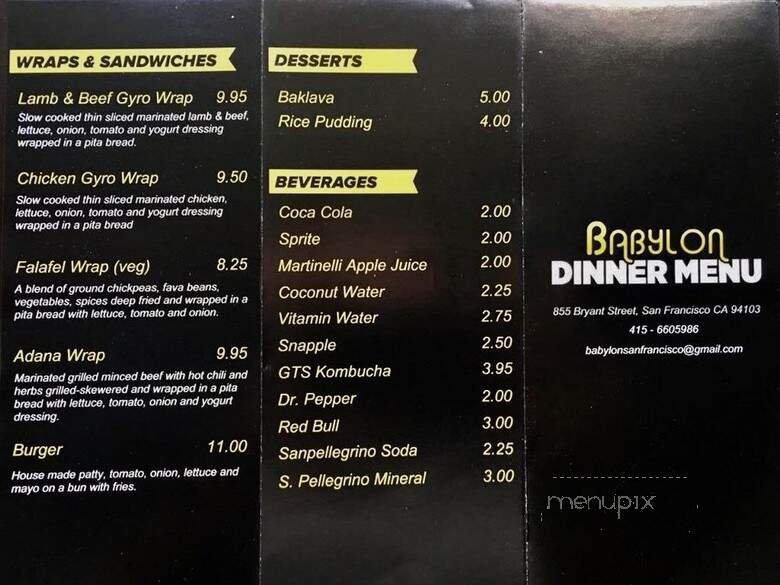 WRAPS & SANDWICHES
Lamb & Beef Gyro Wrap 9.95
Slow cooked thin sliced marinated lamb & beef,
lettuce, onion, tomato and yogurt dressing
wrapped in a pita bread.
Chicken Gyro Wrap 9.50
Slow cooked thin sliced marinated chicken,
lettuce, onion, tomato and yogurt dressing
wrapped in a pita bread
Falafel Wrap (veg) 8.25
A blend of ground chickpeas, fava beans,
vegetables, spices deep fried and wrapped in a
pita bread with lettuce, tomato and onion.
Adana Wrap 9.95
Marinated grilled minced beef with hot chili and
herbs grilled-skewered and wrapped in a pita
bread with lettuce, tomato, onion and yogurt
dressing.
Burger 11.00
House made patty, tomato, onion, lettuce and
mayo on a bun with fries.
DESSERTS
Baklava 5.00
Rice Pudding 4.00
BEVERAGES
Coca Cola 2.00
Sprite 2.00
Martinelli Apple Juice 2.00
Coconut Water 2.25
Vitamin Water 2.75
Snapple 2.50
GTS Kombucha 3.95
Dr. Pepper 2.00
Red Bull 3.00
Sanpellegrino Soda 2.25
S. Pellegrino Mineral 3.00
BABYLON
DINNER MENU
855 Bryant Street, San Francisco CA 94103
415 - 6605986
babylonsanfrancisco@gmail.com
menupix